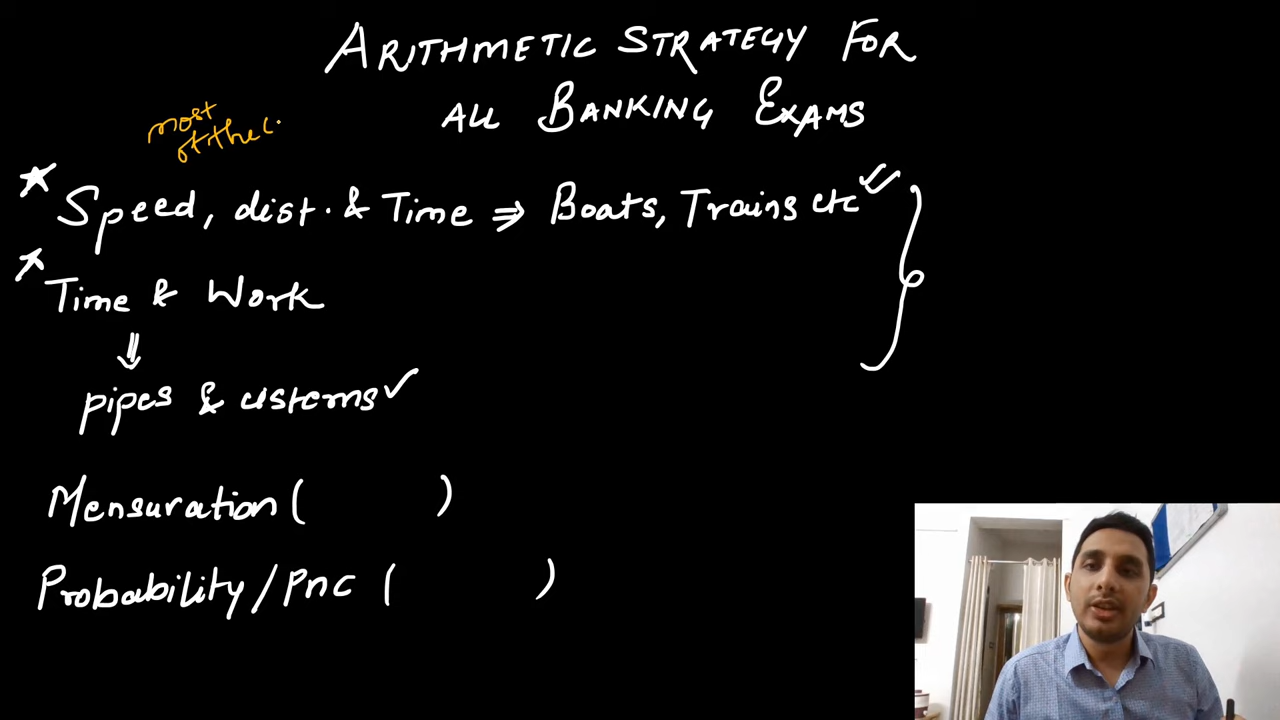 ARITHMETIC STRATEGY FOR
ALL BANKING EXAMS
most
of the c.
Speed, dist. & Time ⇒ Boats, Trains etc
Time & Work
pipes & cisterns
Mensuration ( )
Probability/pnc ( )